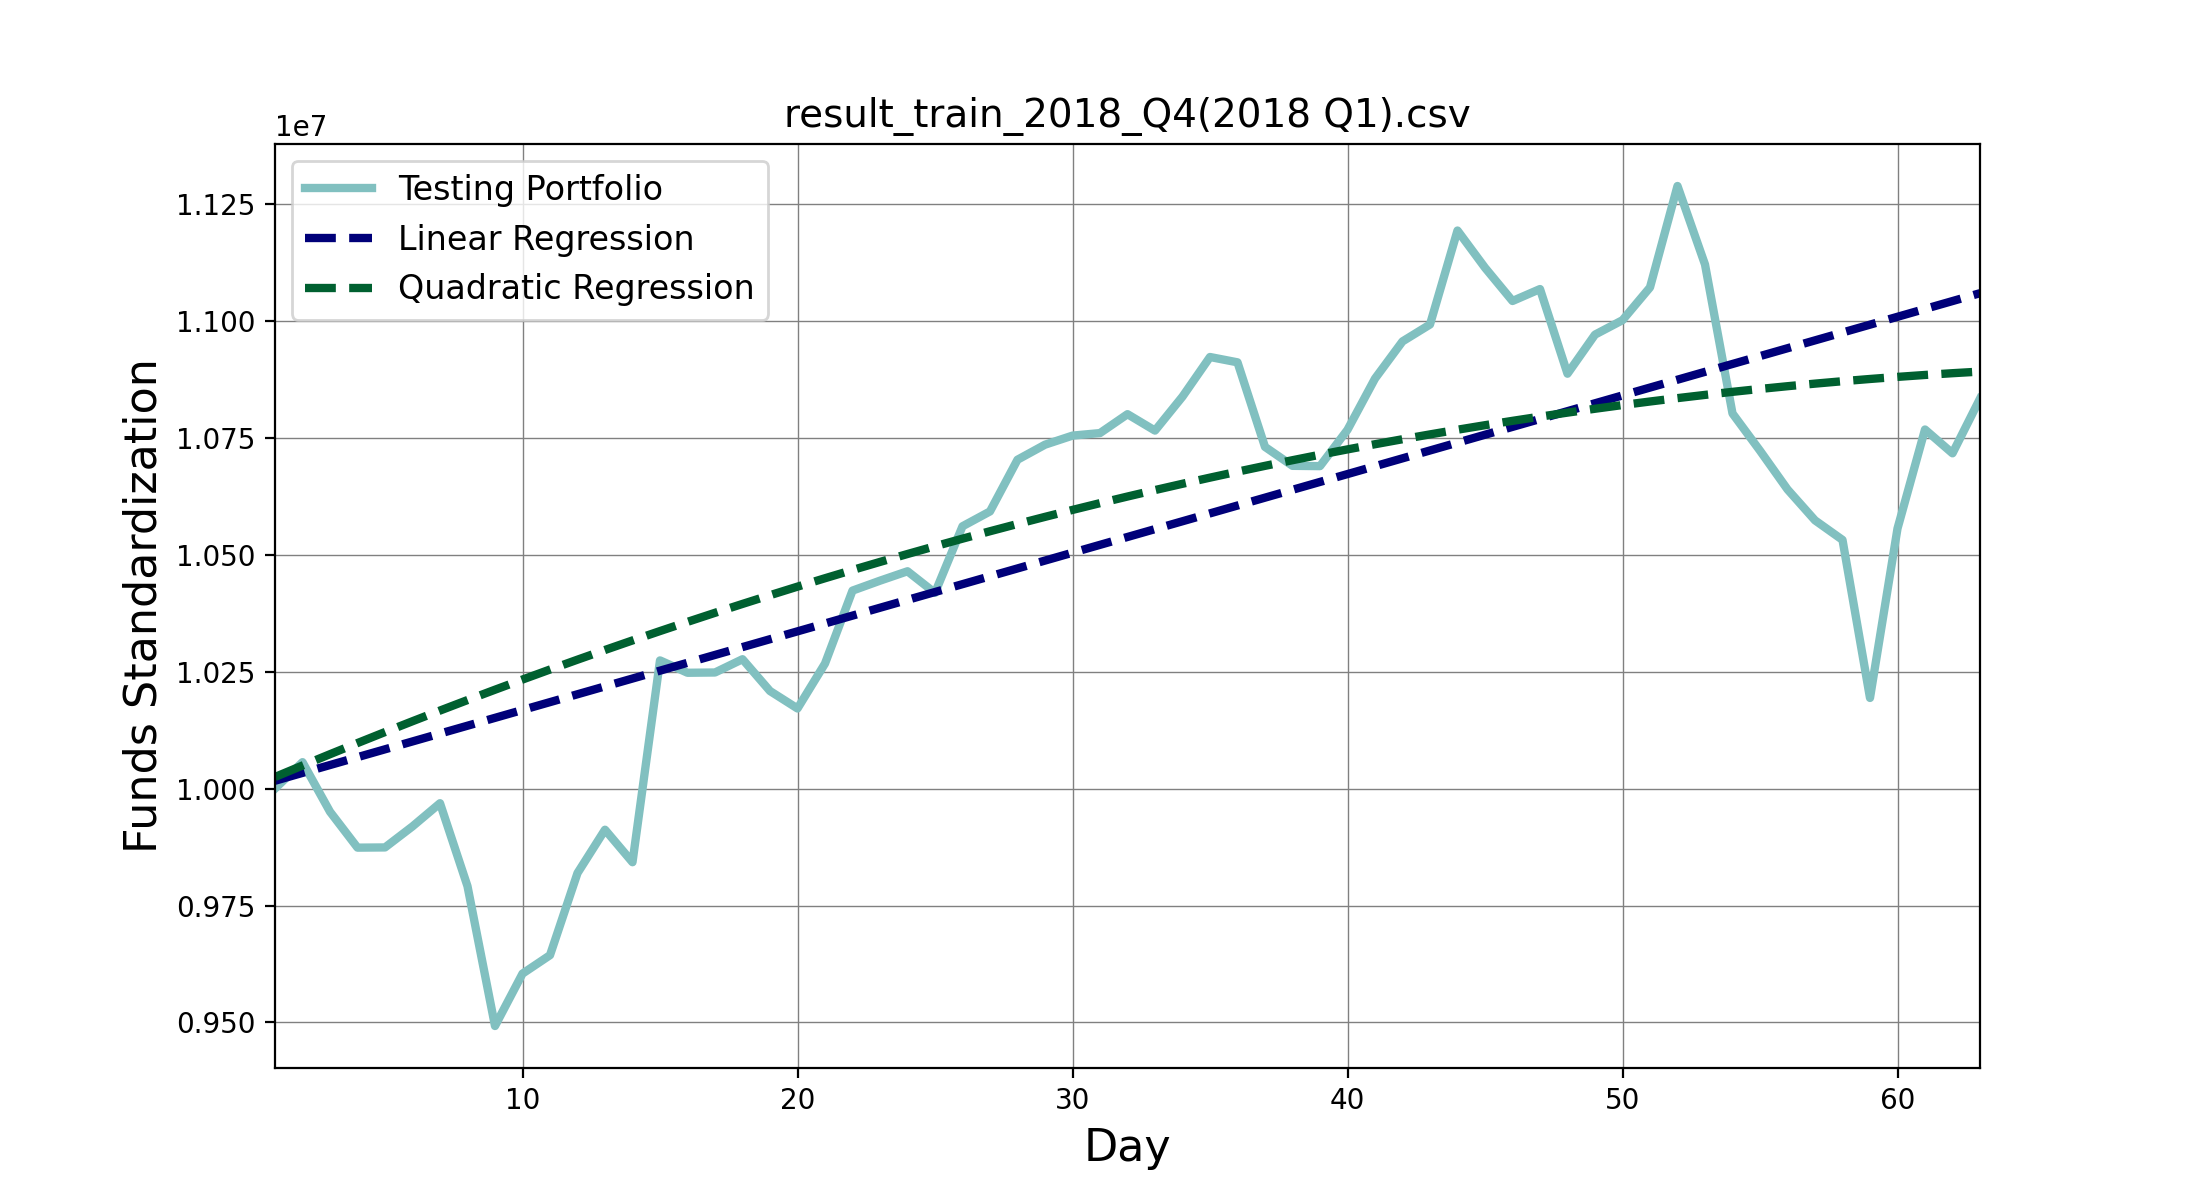 result_train_2018_Q4(2018 Q1).csv
1e7
Testing Portfolio
Linear Regression
Quadratic Regression
1.125
1.100
1.075
1.050
1.025
1.000
0.975
0.950
Funds Standardization
10 20 30 40 50 60
Day